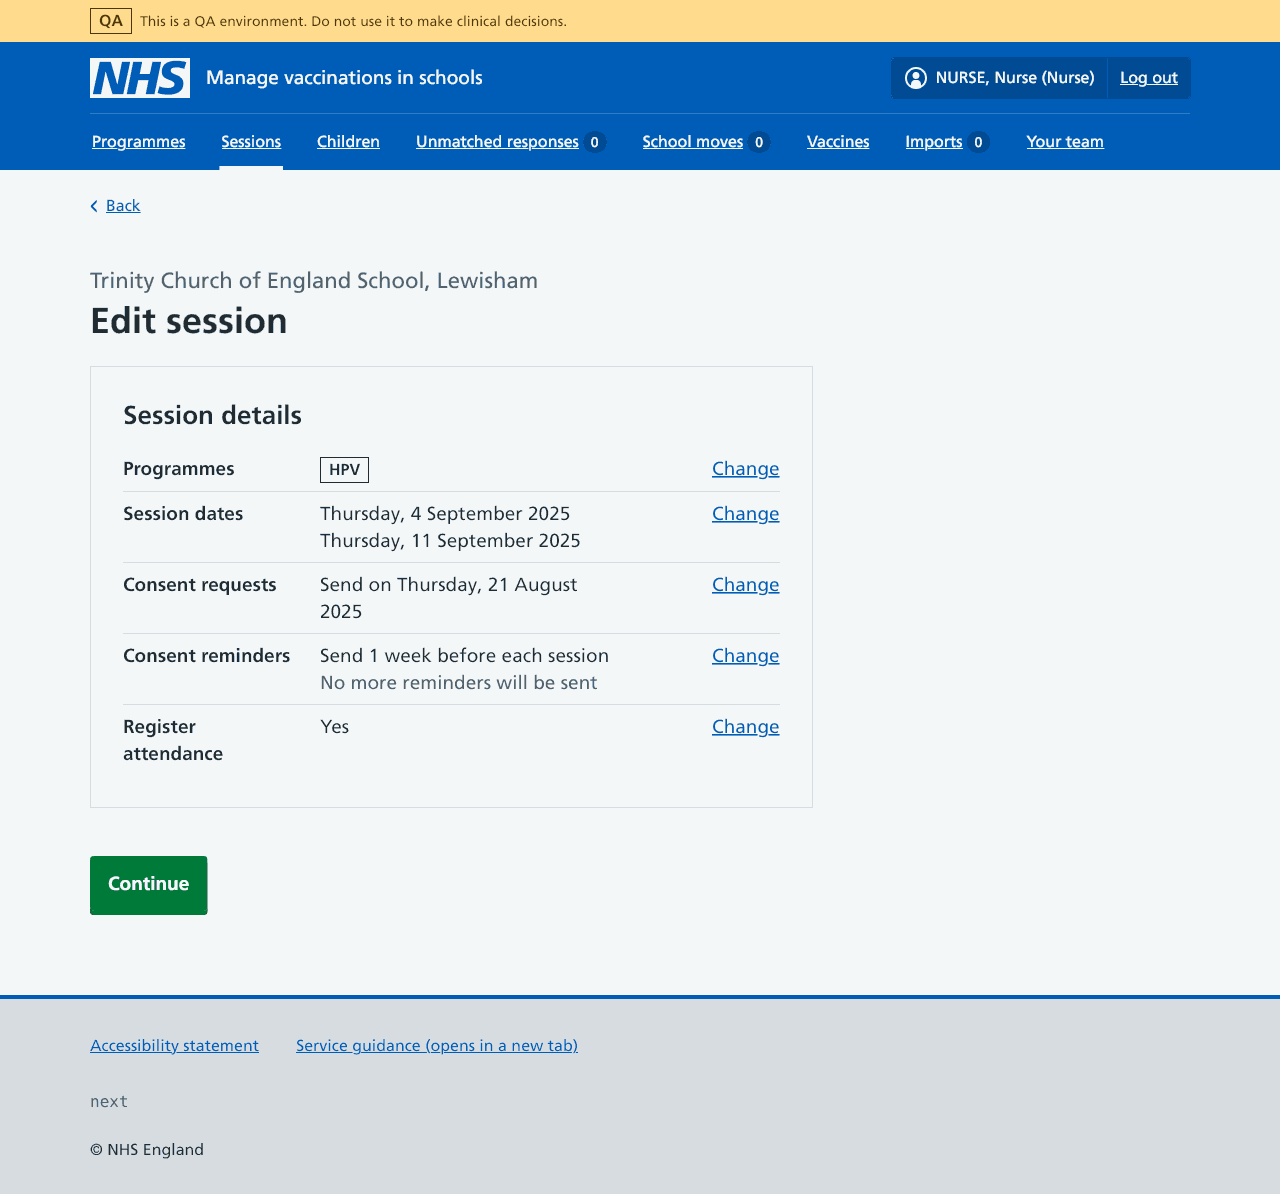 QA This is a QA environment. Do not use it to make clinical decisions.
NHS Manage vaccinations in schools NURSE, Nurse (Nurse) Log out
Programmes Sessions Children Unmatched responses 0 School moves 0 Vaccines Imports 0 Your team
Back
Trinity Church of England School, Lewisham
Edit session
Session details
Programmes HPV Change
Session dates Thursday, 4 September 2025 Change
Thursday, 11 September 2025
Consent requests Send on Thursday, 21 August Change
2025
Consent reminders Send 1 week before each session Change
No more reminders will be sent
Register Yes Change
attendance
Continue
Accessibility statement Service guidance (opens in a new tab)
next
© NHS England